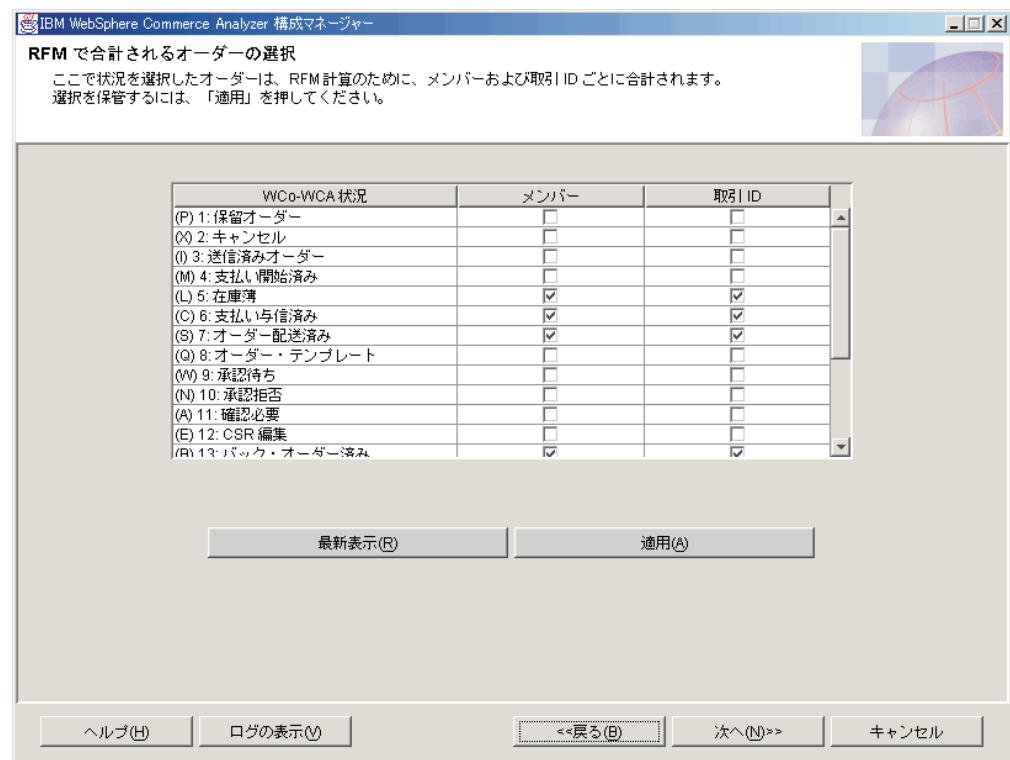 IBM WebSphere Commerce Analyzer 構成マネージャー
RFM で合計されるオーダーの選択
ここで状況を選択したオーダーは、RFM 計算のために、メンバーおよび取引 ID ごとに合計されます。
選択を保管するには、「適用」を押してください。
WCo-WCA 状況 メンバー 取引 ID
(P) 1: 保留オーダー
(X) 2: キャンセル
(I) 3: 送信済みオーダー
(M) 4: 支払い開始済み
(L) 5: 在庫薄
(C) 6: 支払い与信済み
(S) 7: オーダー配送済み
(Q) 8: オーダー・テンプレート
(W) 9: 承認待ち
(N) 10: 承認拒否
(A) 11: 確認必要
(E) 12: CSR 編集
(B) 13: バック・オーダー済み
最新表示(R) 適用(A)
ヘルプ(H) ログの表示(V) <<戻る(B) 次へ(N)>> キャンセル